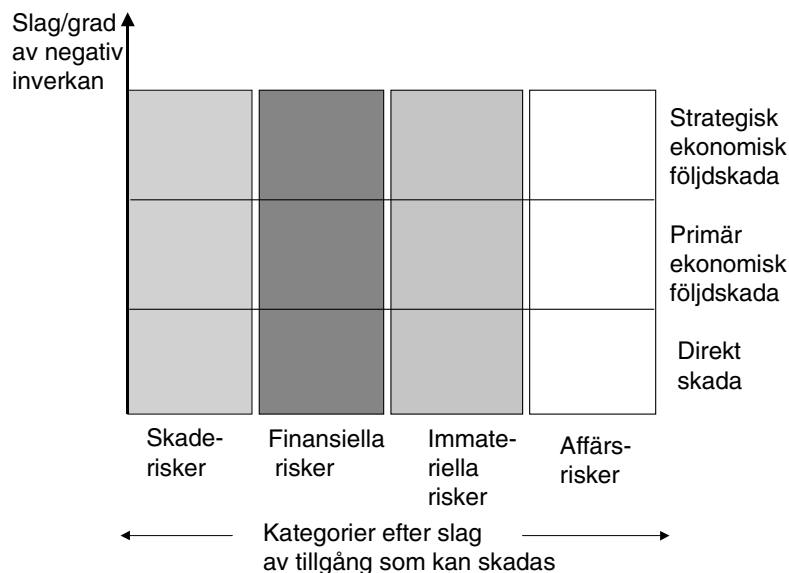 Slag/grad
av negativ
inverkan
Strategisk
ekonomisk
följdskada
Primär
ekonomisk
följdskada
Direkt
skada
Skade-
risker
Finansiella
risker
Immate-
riella
risker
Affärs-
risker
Kategorier efter slag
av tillgång som kan skadas